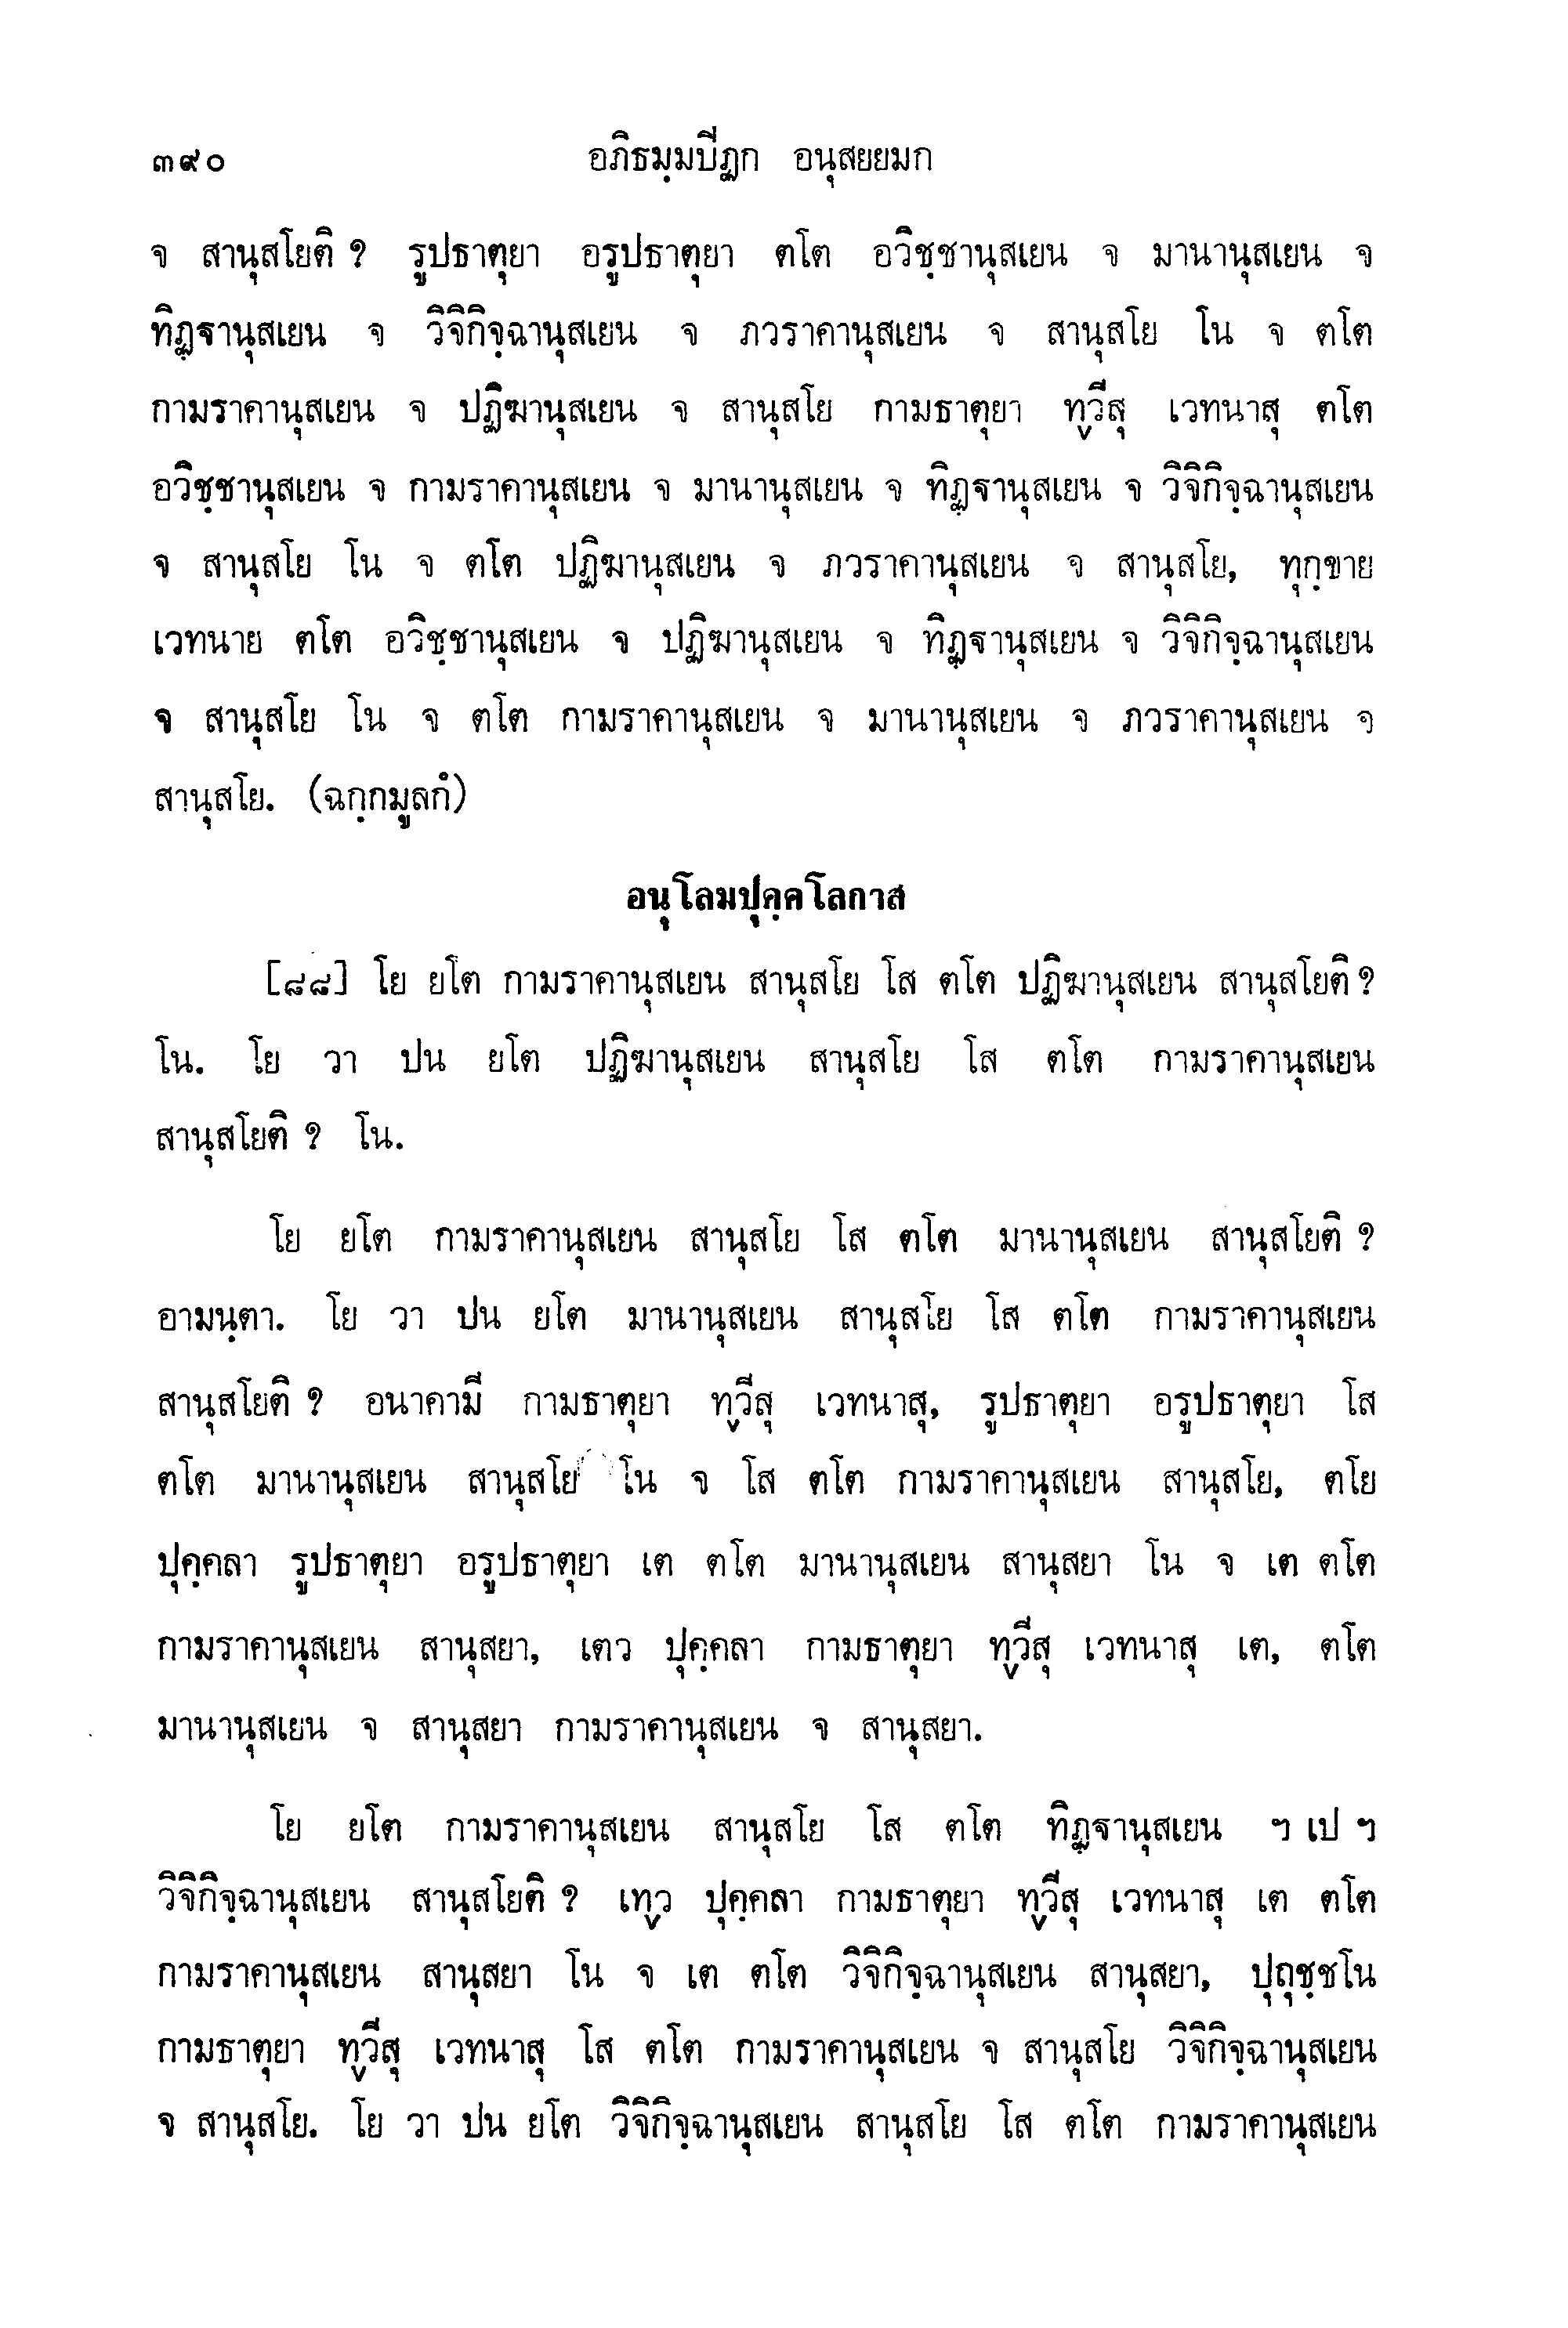 ๓๙๐ อภิธมฺมปีฏก อนุสยยมก
จ สานุสโยติ ? รูปธาตุยา อรูปธาตุยา ตโต อวิชฺชานุสเยน จ มานานุสเยน จ
ทิฏฺฐานุสเยน จ วิจิกิจฺฉานุสเยน จ ภวราคานุสเยน จ สานุสโย โน จ ตโต
กามราคานุสเยน จ ปฏิฆานุสเยน จ สานุสโย กามธาตุยา ทฺวีสุ เวทนาสุ ตโต
อวิชฺชานุสเยน จ กามราคานุสเยน จ มานานุสเยน จ ทิฏฺฐานุสเยน จ วิจิกิจฺฉานุสเยน
จ สานุสโย โน จ ตโต ปฏิฆานุสเยน จ ภวราคานุสเยน จ สานุสโย, ทุกฺขาย
เวทนาย ตโต อวิชฺชานุสเยน จ ปฏิฆานุสเยน จ ทิฏฺฐานุสเยน จ วิจิกิจฺฉานุสเยน
จ สานุสโย โน จ ตโต กามราคานุสเยน จ มานานุสเยน จ ภวราคานุสเยน จ
สานุสโย. (ฉกฺกมูลกํ)
อนุโลมปุคฺคโลกาส
[๘๘] โย ยโต กามราคานุสเยน สานุสโย โส ตโต ปฏิฆานุสเยน สานุสโยติ ?
โน. โย วา ปน ยโต ปฏิฆานุสเยน สานุสโย โส ตโต กามราคานุสเยน
สานุสโยติ ? โน.
โย ยโต กามราคานุสเยน สานุสโย โส ตโต มานานุสเยน สานุสโยติ ?
อามนฺตา. โย วา ปน ยโต มานานุสเยน สานุสโย โส ตโต กามราคานุสเยน
สานุสโยติ ? อนาคามี กามธาตุยา ทฺวีสุ เวทนาสุ, รูปธาตุยา อรูปธาตุยา โส
ตโต มานานุสเยน สานุสโย โน จ โส ตโต กามราคานุสเยน สานุสโย, ตโย
ปุคฺคลา รูปธาตุยา อรูปธาตุยา เต ตโต มานานุสเยน สานุสยา โน จ เต ตโต
กามราคานุสเยน สานุสยา, เตว ปุคฺคลา กามธาตุยา ทฺวีสุ เวทนาสุ เต, ตโต
มานานุสเยน จ สานุสยา กามราคานุสเยน จ สานุสยา.
โย ยโต กามราคานุสเยน สานุสโย โส ตโต ทิฏฺฐานุสเยน ฯ เป ฯ
วิจิกิจฺฉานุสเยน สานุสโยติ ? เทฺว ปุคฺคลา กามธาตุยา ทฺวีสุ เวทนาสุ เต ตโต
กามราคานุสเยน สานุสยา โน จ เต ตโต วิจิกิจฺฉานุสเยน สานุสยา, ปุถุชฺชโน
กามธาตุยา ทฺวีสุ เวทนาสุ โส ตโต กามราคานุสเยน จ สานุสโย วิจิกิจฺฉานุสเยน
จ สานุสโย. โย วา ปน ยโต วิจิกิจฺฉานุสเยน สานุสโย โส ตโต กามราคานุสเยน